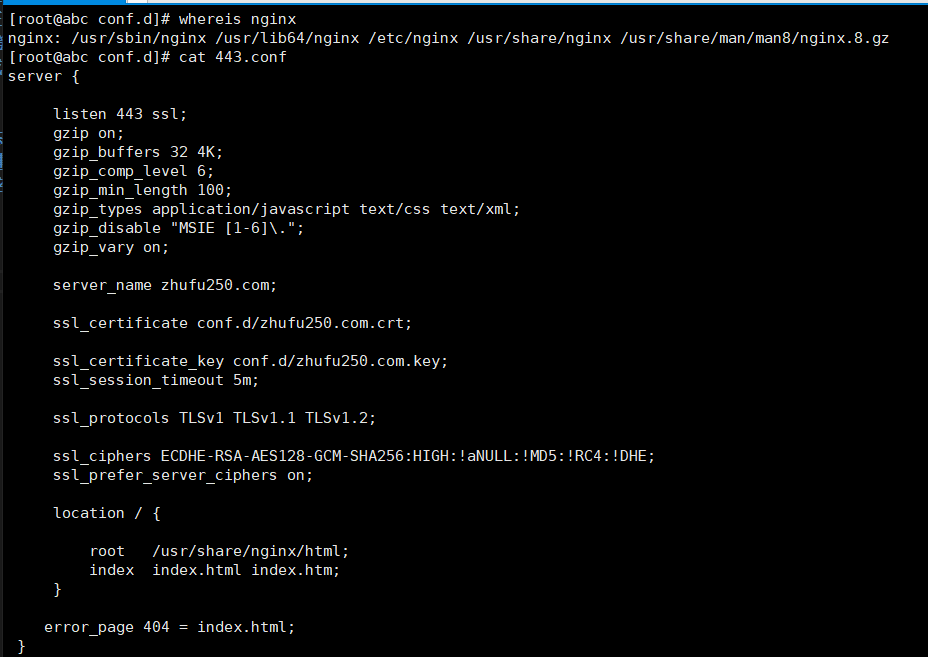 [root@abc conf.d]# whereis nginx
nginx: /usr/sbin/nginx /usr/lib64/nginx /etc/nginx /usr/share/nginx /usr/share/man/man8/nginx.8.gz
[root@abc conf.d]# cat 443.conf
server {
listen 443 ssl;
gzip on;
gzip_buffers 32 4K;
gzip_comp_level 6;
gzip_min_length 100;
gzip_types application/javascript text/css text/xml;
gzip_disable "MSIE [1-6]\.";
gzip_vary on;
server_name zhufu250.com;
ssl_certificate conf.d/zhufu250.com.crt;
ssl_certificate_key conf.d/zhufu250.com.key;
ssl_session_timeout 5m;
ssl_protocols TLSv1 TLSv1.1 TLSv1.2;
ssl_ciphers ECDHE-RSA-AES128-GCM-SHA256:HIGH:!aNULL:!MD5:!RC4:!DHE;
ssl_prefer_server_ciphers on;
location / {
root   /usr/share/nginx/html;
index  index.html index.htm;
}
error_page 404 = index.html;
}